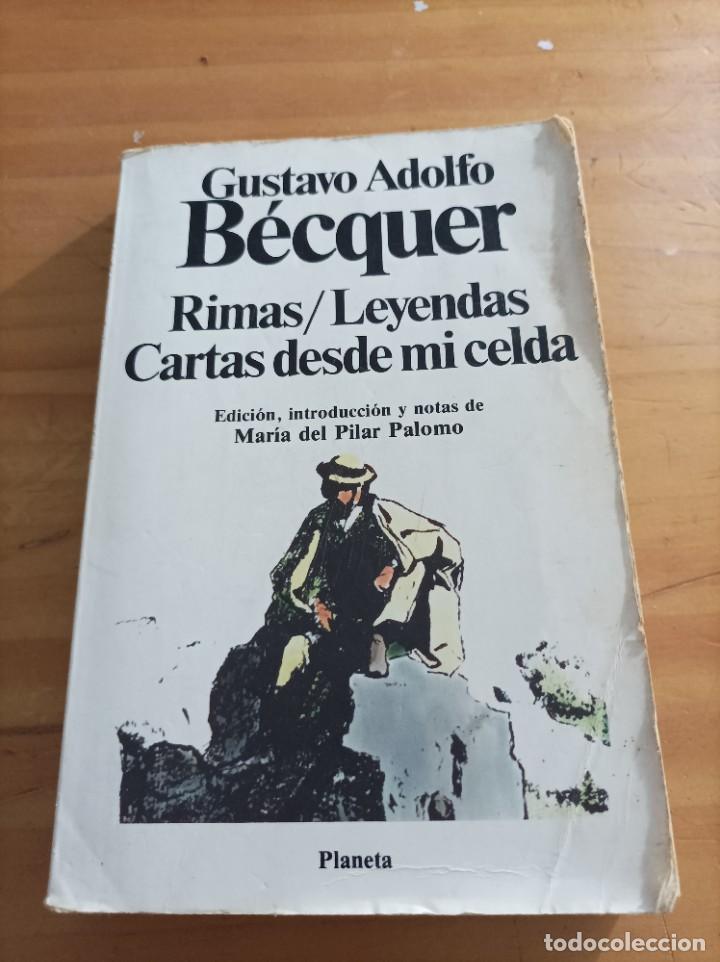 Gustavo Adolfo
Bécquer
Rimas/Leyendas
Cartas desde mi celda
Edición, introducción y notas de
María del Pilar Palomo
Planeta
todocoleccion